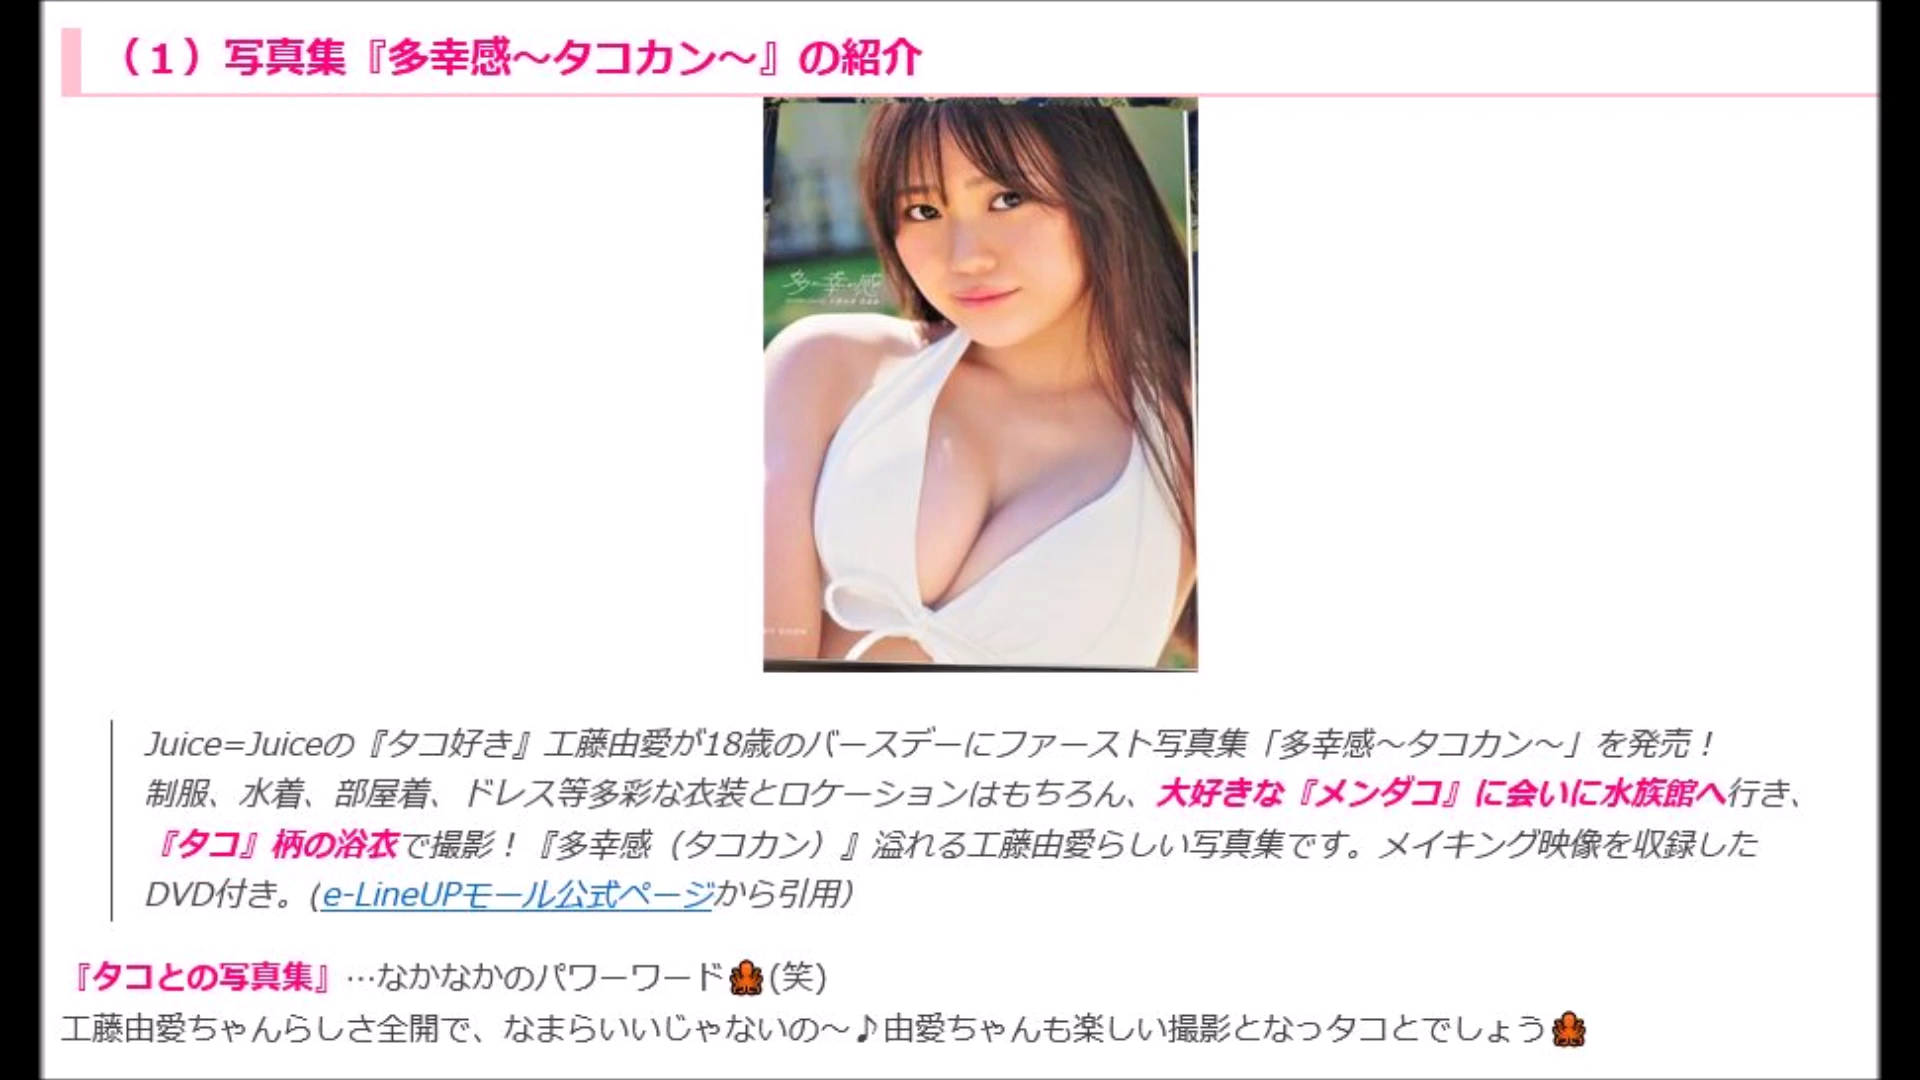 （１）写真集『多幸感～タコカン～』の紹介
多幸感
Juice=Juiceの『タコ好き』工藤由愛が18歳のバースデーにファースト写真集「多幸感～タコカン～」を発売！
制服、水着、部屋着、ドレス等多彩な衣装とロケーションはもちろん、大好きな『メンダコ』に会いに水族館へ行き、
『タコ』柄の浴衣で撮影！『多幸感（タコカン）』溢れる工藤由愛らしい写真集です。メイキング映像を収録した
DVD付き。(e-LineUPモール公式ページから引用）
『タコとの写真集』…なかなかのパワーワード🐙(笑)
工藤由愛ちゃんらしさ全開で、なまらいいじゃないの～♪由愛ちゃんも楽しい撮影となっタコとでしょう🐙